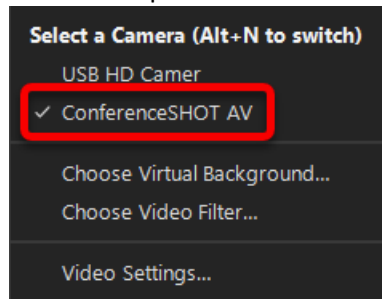 Select a Camera (Alt+N to switch)
USB HD Camer
✓ ConferenceSHOT AV
Choose Virtual Background...
Choose Video Filter...
Video Settings...